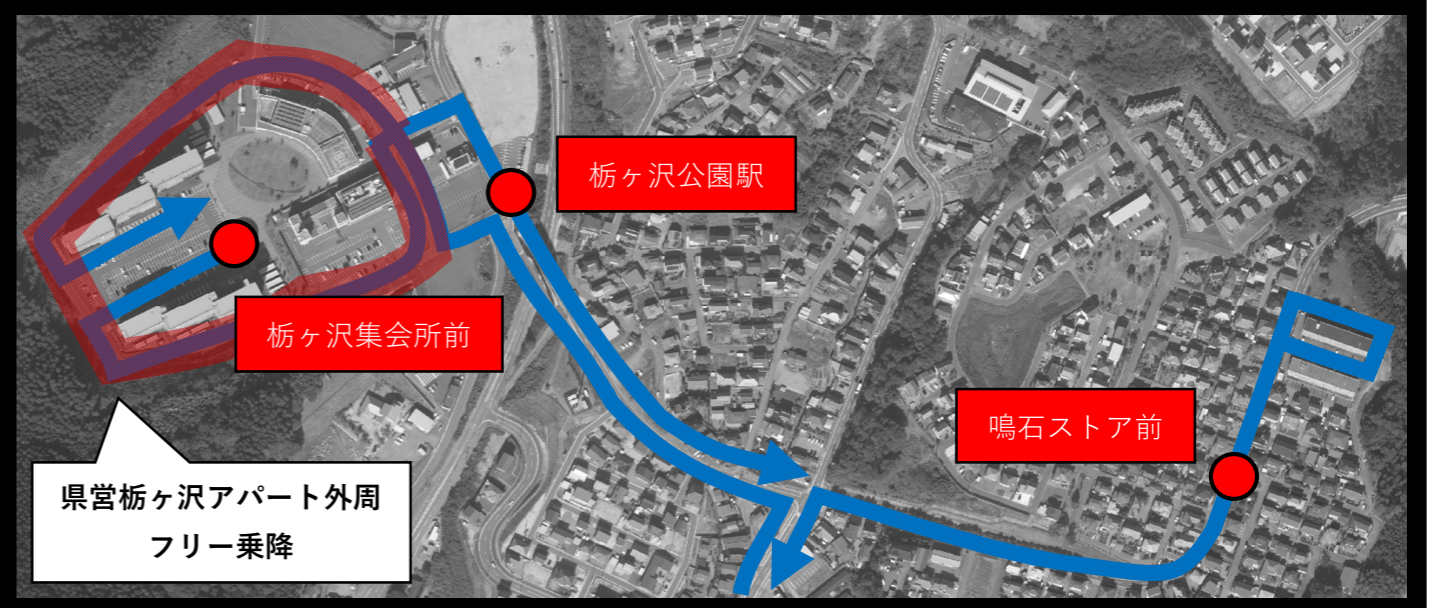 栃ヶ沢公園駅
栃ヶ沢集会所前
鳴石ストア前
県営栃ヶ沢アパート外周
フリー乗降